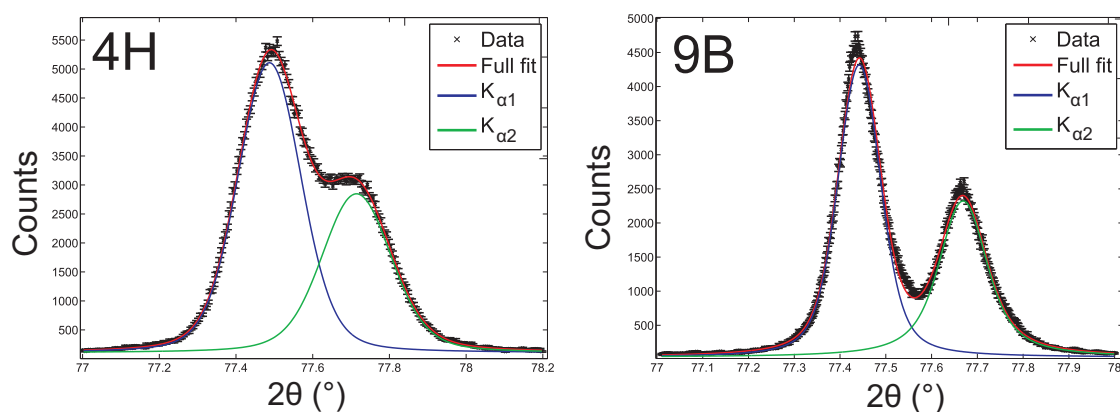 4H
Data
Full fit
Kα1
Kα2
Counts
5500
5000
4500
4000
3500
3000
2500
2000
1500
1000
500
77
77.2
77.4
77.6
77.8
78
78.2
2θ (°)
9B
Data
Full fit
Kα1
Kα2
Counts
5000
4500
4000
3500
3000
2500
2000
1500
1000
500
77
77.1
77.2
77.3
77.4
77.5
77.6
77.7
77.8
77.9
78
2θ (°)